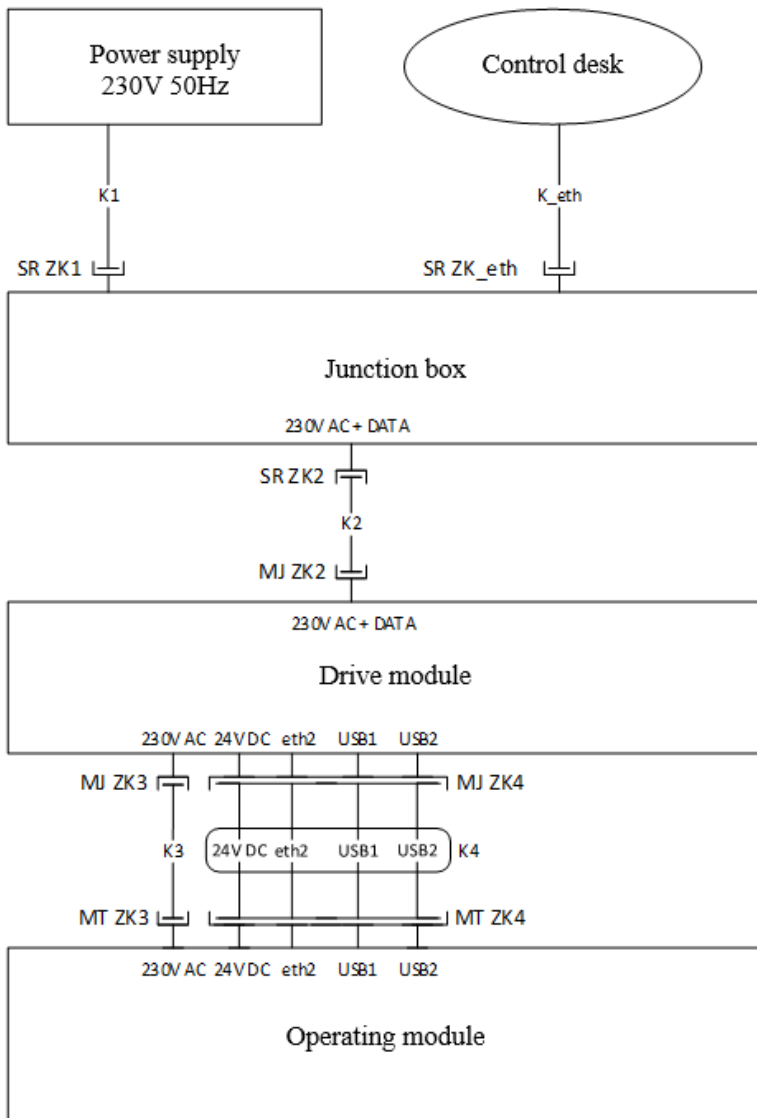 Power supply
230V 50Hz
Control desk
K1
K_eth
SR ZK1
SR ZK_eth
Junction box
230V AC + DATA
SR ZK2
K2
MJ ZK2
230V AC + DATA
Drive module
230V AC 24V DC eth2 USB1 USB2
MJ ZK3
MJ ZK4
K3
24V DC eth2 USB1 USB2
K4
MT ZK3
MT ZK4
230V AC 24V DC eth2 USB1 USB2
Operating module